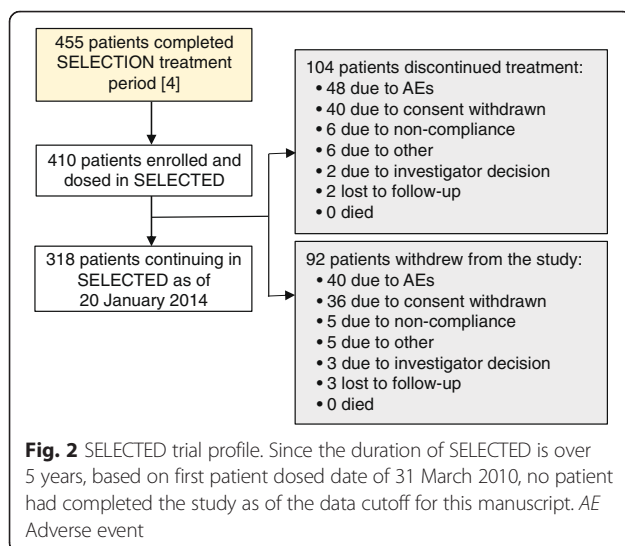 455 patients completed
SELECTION treatment
period [4]
410 patients enrolled and
dosed in SELECTED
318 patients continuing in
SELECTED as of
20 January 2014
104 patients discontinued treatment:
• 48 due to AEs
• 40 due to consent withdrawn
• 6 due to non-compliance
• 6 due to other
• 2 due to investigator decision
• 2 lost to follow-up
• 0 died
92 patients withdrew from the study:
• 40 due to AEs
• 36 due to consent withdrawn
• 5 due to non-compliance
• 5 due to other
• 3 due to investigator decision
• 3 lost to follow-up
• 0 died
Fig. 2 SELECTED trial profile. Since the duration of SELECTED is over
5 years, based on first patient dosed date of 31 March 2010, no patient
had completed the study as of the data cutoff for this manuscript. AE
Adverse event